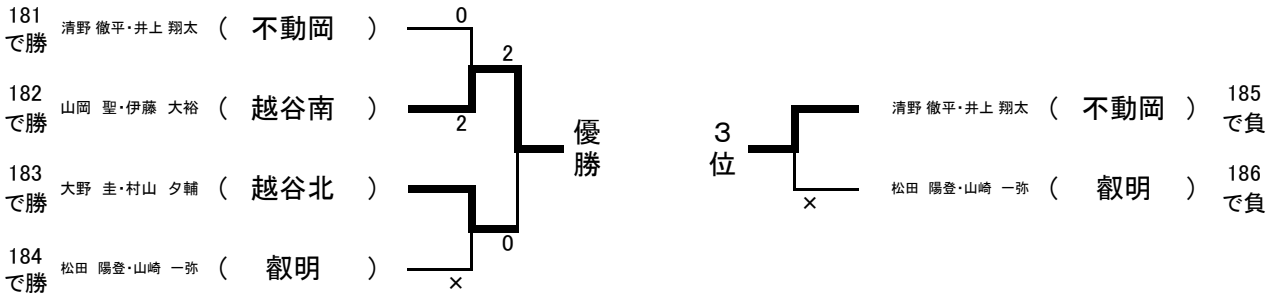 181
で勝 清野 徹平・井上 翔太 ( 不動岡 )
0
2
182
で勝 山岡 聖・伊藤 大裕 ( 越谷南 )
2
優勝
183
で勝 大野 圭・村山 夕輔 ( 越谷北 )
0
184
で勝 松田 陽登・山崎 一弥 ( 叡明 )
×
3位
清野 徹平・井上 翔太 ( 不動岡 ) 185
で負
松田 陽登・山崎 一弥 ( 叡明 ) 186
で負
×